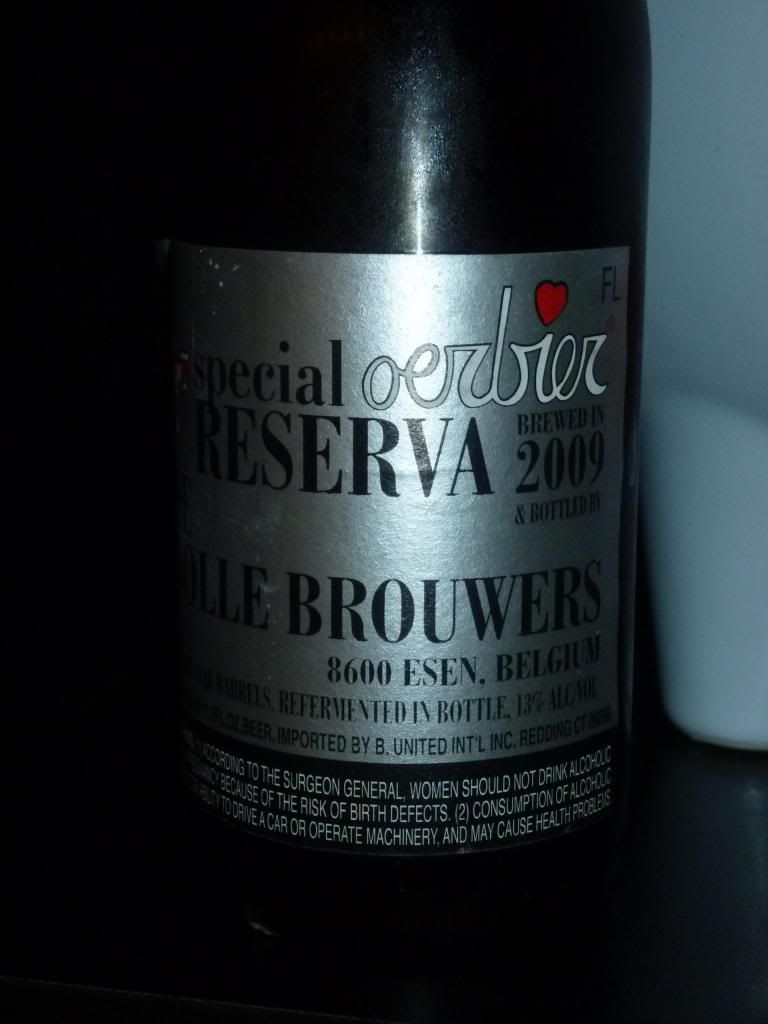 FL
special oerbier®
RESERVA
BREWED IN
2009
& BOTTLED BY
OLLE BROUWERS
8600 ESEN, BELGIUM
BARRELS, REFERMENTED IN BOTTLE, 13% ALC/VOL
FL.OZ BEER, IMPORTED BY B. UNITED INT'L INC. REDDING CT 06896
ACCORDING TO THE SURGEON GENERAL, WOMEN SHOULD NOT DRINK ALCOHOLIC
BECAUSE OF THE RISK OF BIRTH DEFECTS. (2) CONSUMPTION OF ALCOHOLIC
TO DRIVE A CAR OR OPERATE MACHINERY, AND MAY CAUSE HEALTH PROBLEMS.